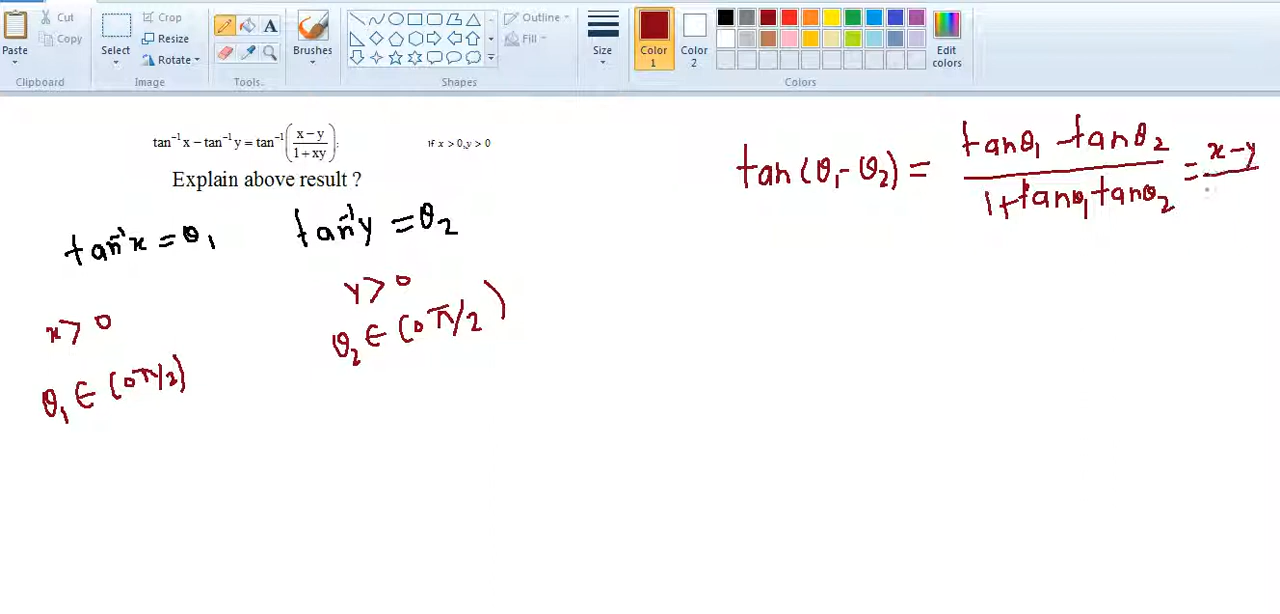 Paste
Cut
Copy
Clipboard
Select
Crop
Resize
Rotate
Image
A
Tools
Brushes
Shapes
Outline
Fill
Size
Color
1
Color
2
Edit
colors
Colors
tan⁻¹x − tan⁻¹y = tan⁻¹((x−y)/(1+xy)); if x > 0, y > 0
Explain above result ?
tan⁻¹x = θ₁
tan⁻¹y = θ₂
x > 0
y > 0
θ₁ ∈ (0 π/2)
θ₂ ∈ (0 π/2)
tan(θ₁ − θ₂) = (tanθ₁ − tanθ₂)/(1+tanθ₁ tanθ₂) = x−y